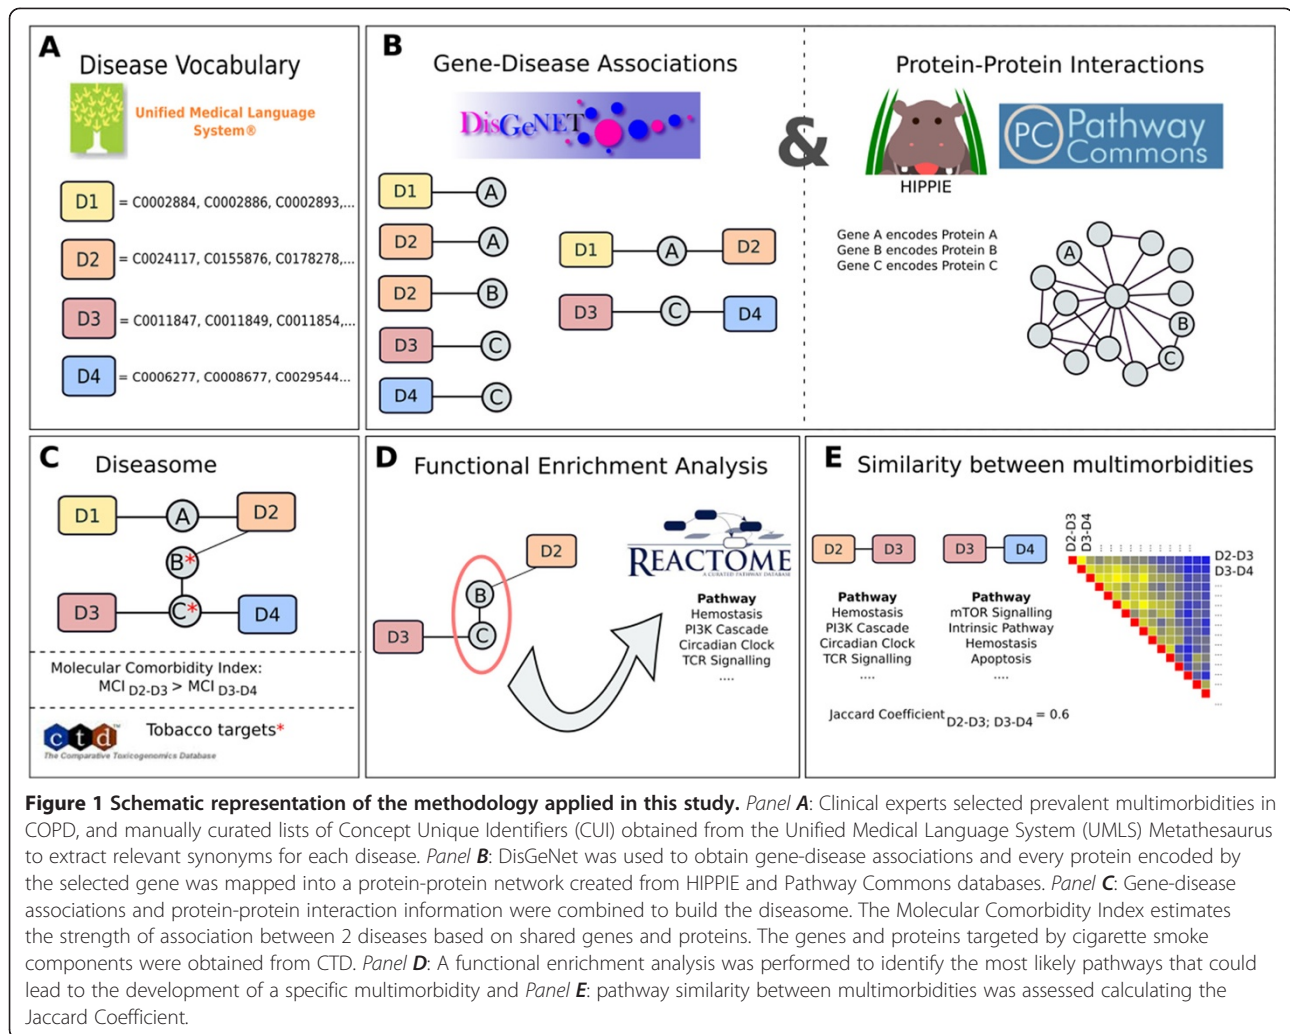 A
Disease Vocabulary
Unified Medical Language
System®
D1 = C0002884, C0002886, C0002893,...
D2 = C0024117, C0155876, C0178278,...
D3 = C0011847, C0011849, C0011854,...
D4 = C0006277, C0008677, C0029544...
B
Gene-Disease Associations
DisGeNET
D1 A
D2 A
D2 B
D3 C
D4 C
D1 A D2
D3 C D4
&
Protein-Protein Interactions
HIPPIE
PC Pathway
Commons
Gene A encodes Protein A
Gene B encodes Protein B
Gene C encodes Protein C
A
B
C
C
Diseasome
D1 A D2
B*
D3 C* D4
Molecular Comorbidity Index:
MCI D2-D3 > MCI D3-D4
ctd™
The Comparative Toxicogenomics Database
Tobacco targets*
D
Functional Enrichment Analysis
D2
B
D3 C
REACTOME
A CURATED PATHWAY DATABASE
Pathway
Hemostasis
PI3K Cascade
Circadian Clock
TCR Signalling
....
E
Similarity between multimorbidities
D2 D3
Pathway
Hemostasis
PI3K Cascade
Circadian Clock
TCR Signalling
....
D3 D4
Pathway
mTOR Signalling
Intrinsic Pathway
Hemostasis
Apoptosis
....
D2-D3
D3-D4
D2-D3
D3-D4
Jaccard Coefficient D2-D3; D3-D4 = 0.6
Figure 1 Schematic representation of the methodology applied in this study. Panel A: Clinical experts selected prevalent multimorbidities in
COPD, and manually curated lists of Concept Unique Identifiers (CUI) obtained from the Unified Medical Language System (UMLS) Metathesaurus
to extract relevant synonyms for each disease. Panel B: DisGeNet was used to obtain gene-disease associations and every protein encoded by
the selected gene was mapped into a protein-protein network created from HIPPIE and Pathway Commons databases. Panel C: Gene-disease
associations and protein-protein interaction information were combined to build the diseasome. The Molecular Comorbidity Index estimates
the strength of association between 2 diseases based on shared genes and proteins. The genes and proteins targeted by cigarette smoke
components were obtained from CTD. Panel D: A functional enrichment analysis was performed to identify the most likely pathways that could
lead to the development of a specific multimorbidity and Panel E: pathway similarity between multimorbidities was assessed calculating the
Jaccard Coefficient.